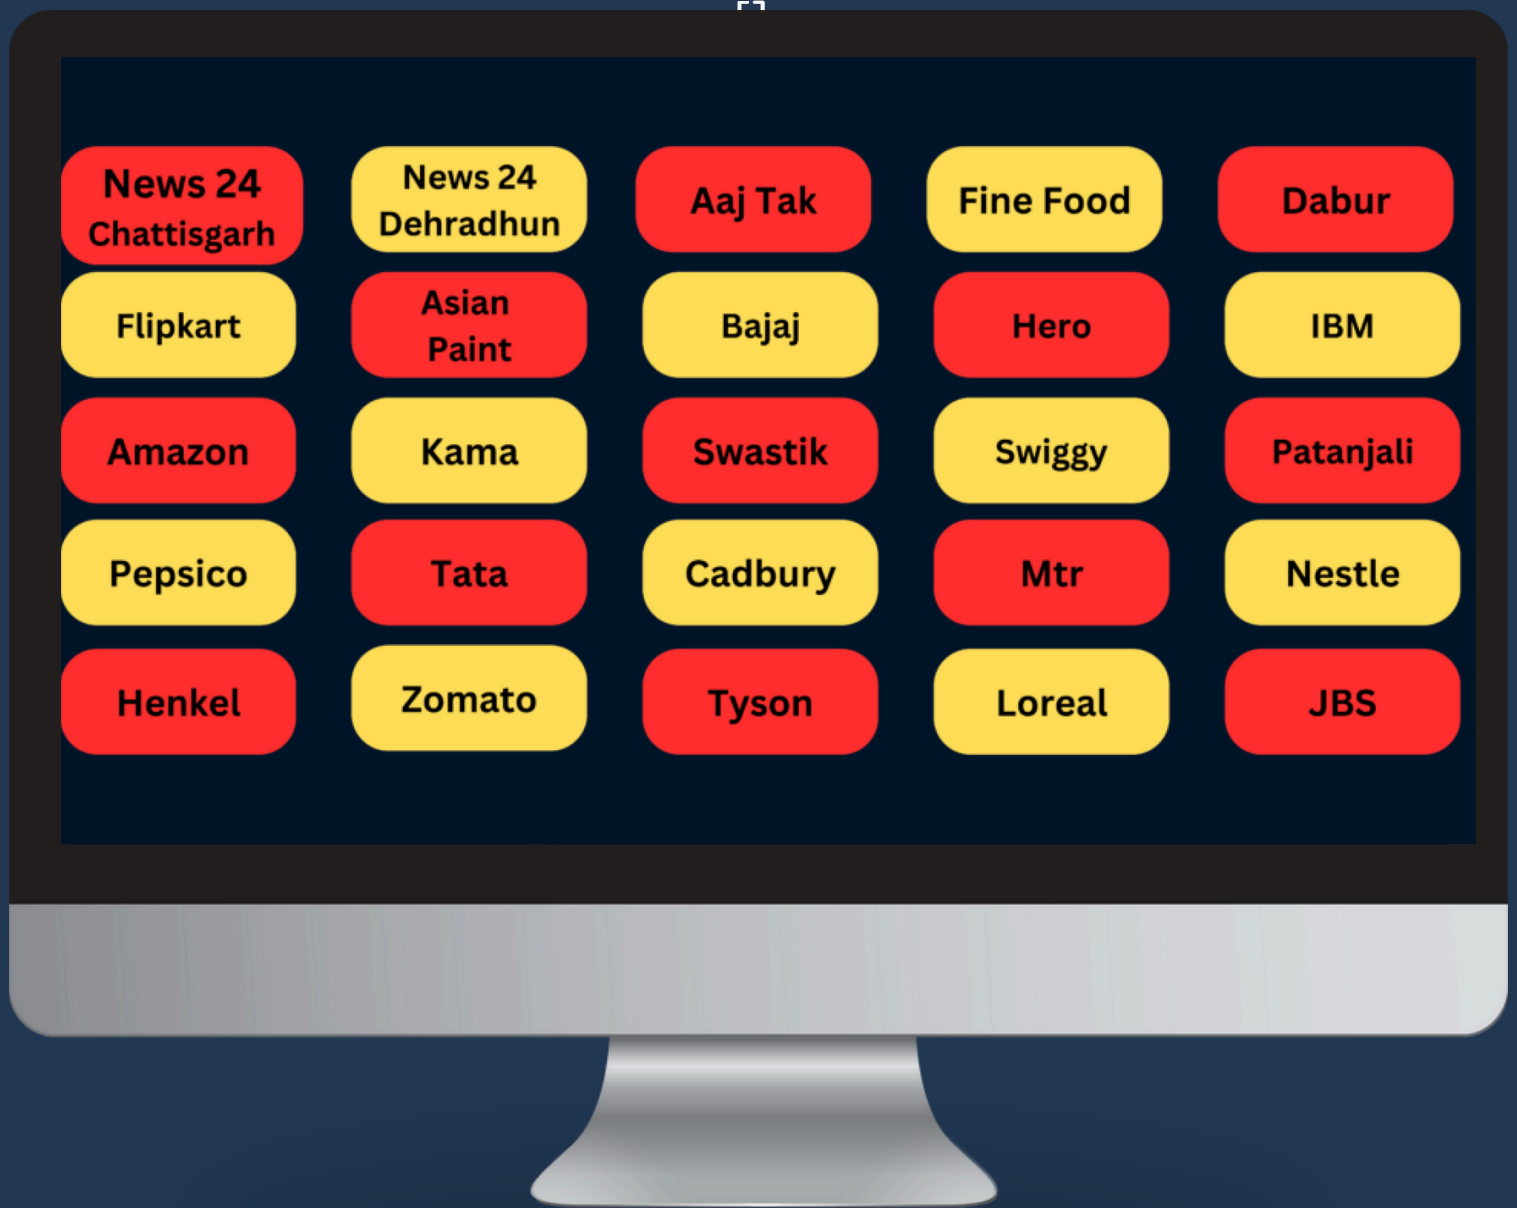 News 24
Chattisgarh
News 24
Dehradhun
Aaj Tak
Fine Food
Dabur
Flipkart
Asian
Paint
Bajaj
Hero
IBM
Amazon
Kama
Swastik
Swiggy
Patanjali
Pepsico
Tata
Cadbury
Mtr
Nestle
Henkel
Zomato
Tyson
Loreal
JBS